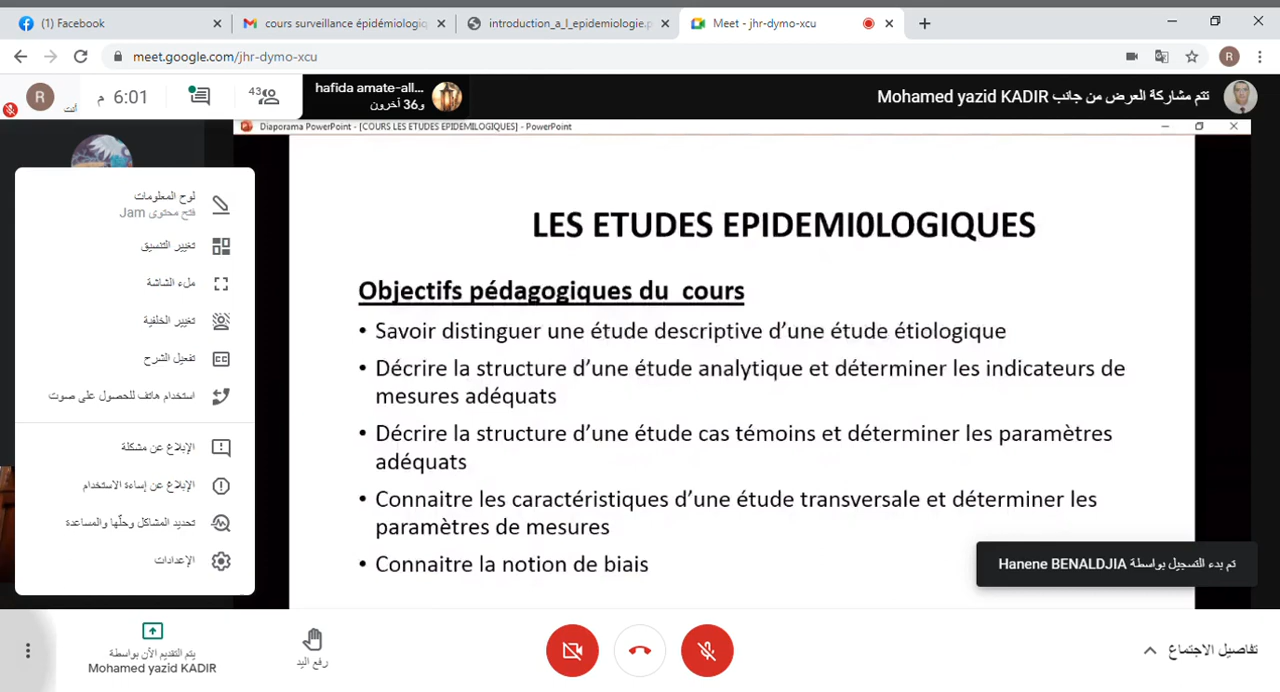 (1) Facebook
cours surveillance épidémiologiq
introduction_a_l_epidemiologie.p
Meet - jhr-dymo-xcu
meet.google.com/jhr-dymo-xcu
R
R
أنت
6:01 م
43
hafida amate-all...
و36 آخرون
تتم مشاركة العرض من جانب Mohamed yazid KADIR
Diaporama PowerPoint - [COURS LES ETUDES EPIDEMILOGIQUES] - PowerPoint
لوح المعلومات
فتح محتوى Jam
تغيير التنسيق
ملء الشاشة
تغيير الخلفية
تفعيل الشرح
CC
استخدام هاتف للحصول على صوت
الإبلاغ عن مشكلة
الإبلاغ عن إساءة الاستخدام
تحديد المشاكل وحلّها والمساعدة
الإعدادات
LES ETUDES EPIDEMI0LOGIQUES
Objectifs pédagogiques du cours
• Savoir distinguer une étude descriptive d’une étude étiologique
• Décrire la structure d’une étude analytique et déterminer les indicateurs de
mesures adéquats
• Décrire la structure d’une étude cas témoins et déterminer les paramètres
adéquats
• Connaitre les caractéristiques d’une étude transversale et déterminer les
paramètres de mesures
• Connaitre la notion de biais
تم بدء التسجيل بواسطة Hanene BENALDJIA
يتم التقديم الآن بواسطة
Mohamed yazid KADIR
رفع اليد
تفاصيل الاجتماع